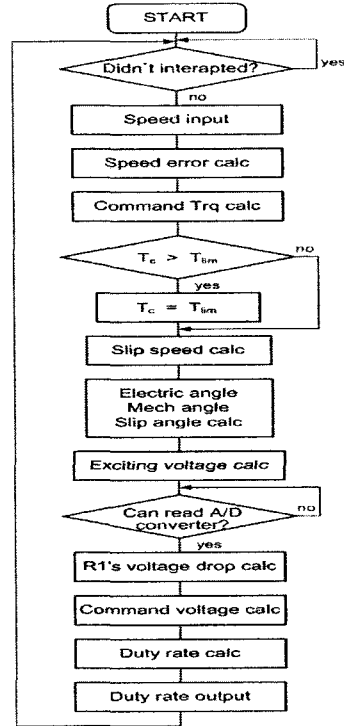 START
Didn't interapted?
yes
no
Speed input
Speed error calc
Command Trq calc
no
Tc > Tlim
yes
Tc = Tlim
Slip speed calc
Electric angle
Mech angle
Slip angle calc
Exciting voltage calc
Can read A/D
converter?
no
yes
R1's voltage drop calc
Command voltage calc
Duty rate calc
Duty rate output